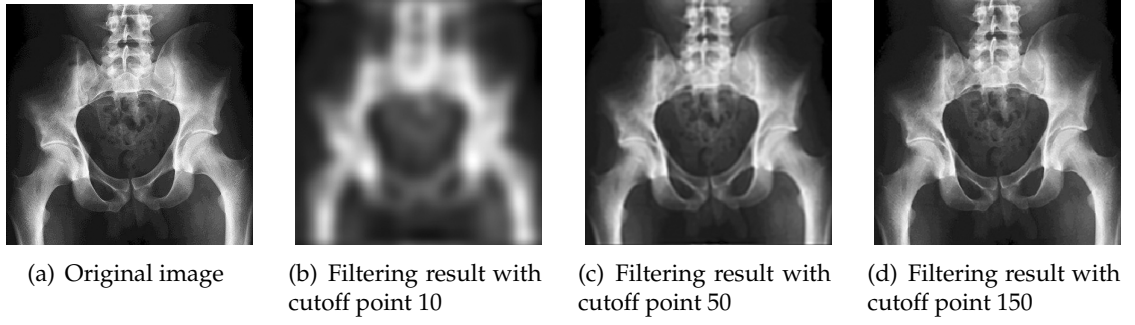 (a) Original image
(b) Filtering result with
cutoff point 10
(c) Filtering result with
cutoff point 50
(d) Filtering result with
cutoff point 150